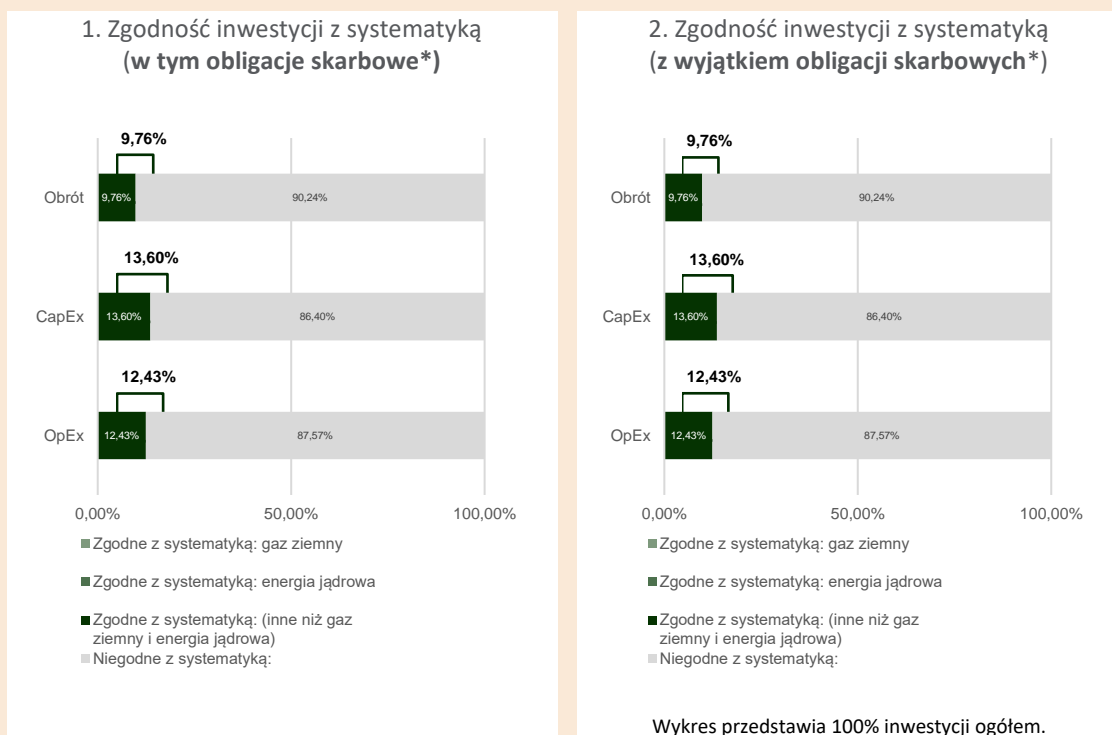 1. Zgodność inwestycji z systematyką
(w tym obligacje skarbowe*)
9,76%
Obrót
9,76%
90,24%
13,60%
CapEx
13,60%
86,40%
12,43%
OpEx
12,43%
87,57%
0,00%
50,00%
100,00%
Zgodne z systematyką: gaz ziemny
Zgodne z systematyką: energia jądrowa
Zgodne z systematyką: (inne niż gaz
ziemny i energia jądrowa)
Niegodne z systematyką:
2. Zgodność inwestycji z systematyką
(z wyjątkiem obligacji skarbowych*)
9,76%
Obrót
9,76%
90,24%
13,60%
CapEx
13,60%
86,40%
12,43%
OpEx
12,43%
87,57%
0,00%
50,00%
100,00%
Zgodne z systematyką: gaz ziemny
Zgodne z systematyką: energia jądrowa
Zgodne z systematyką: (inne niż gaz
ziemny i energia jądrowa)
Niegodne z systematyką:
Wykres przedstawia 100% inwestycji ogółem.